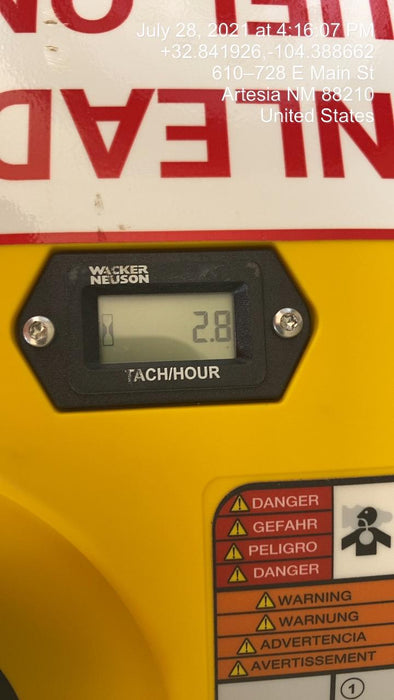 July 28, 2021 at 4:16:07 PM
+32.841926,-104.388662
610–728 E Main St
Artesia NM 88210
United States
WACKER
NEUSON
2.8
TACH/HOUR
DANGER
GEFAHR
PELIGRO
DANGER
WARNING
WARNUNG
ADVERTENCIA
AVERTISSEMENT
1